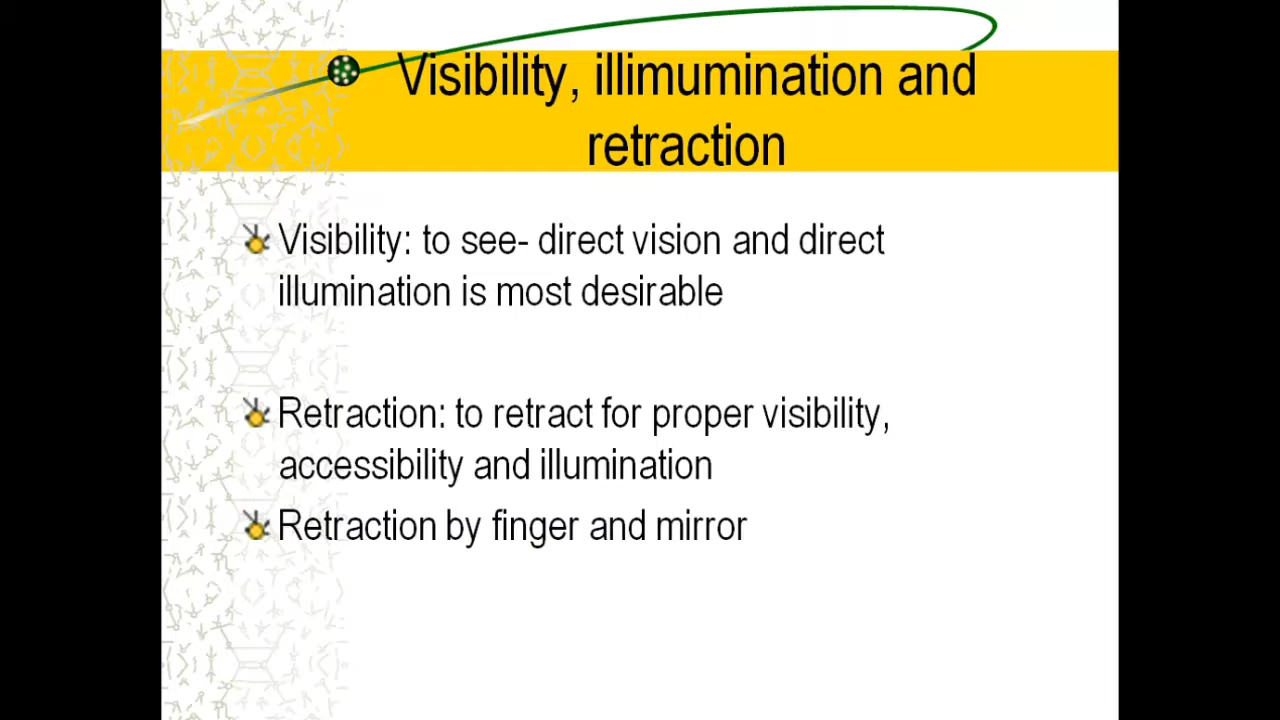 Visibility, illimumination and
retraction
Visibility: to see- direct vision and direct
illumination is most desirable
Retraction: to retract for proper visibility,
accessibility and illumination
Retraction by finger and mirror